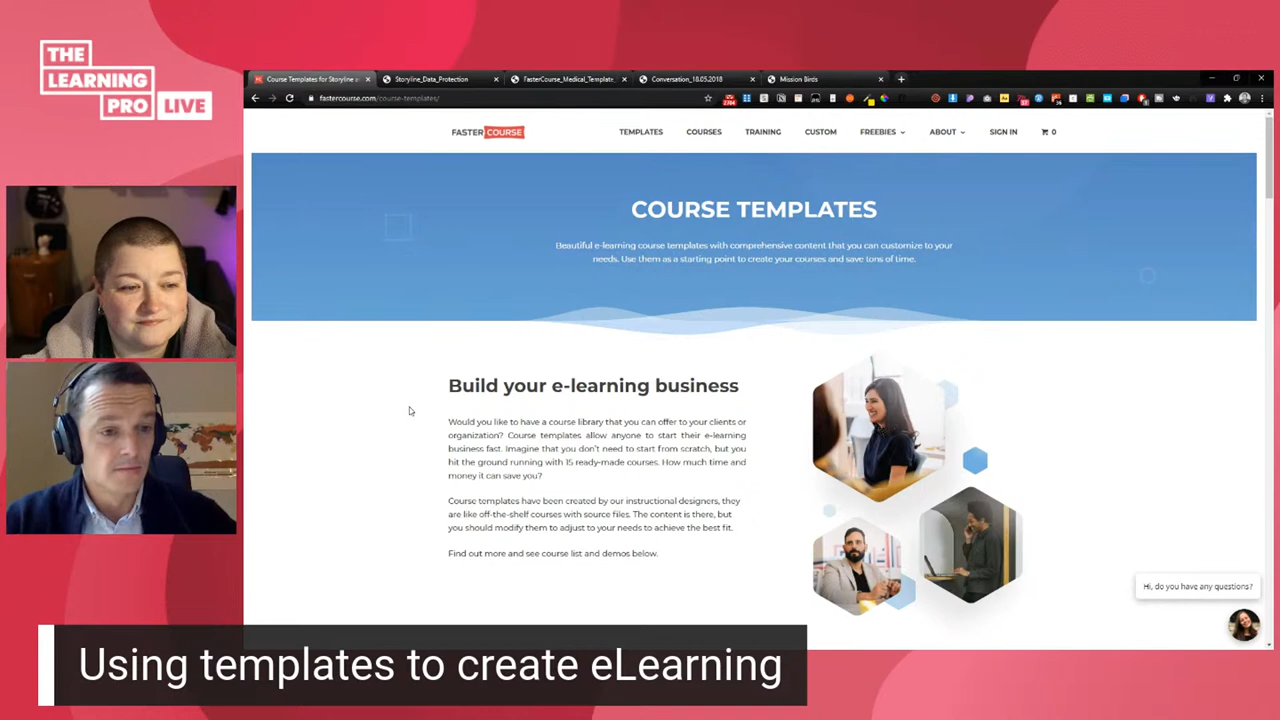 THE
LEARNING
PRO LIVE
Course Templates for Storyline a
Storyline_Data_Protection
FasterCourse_Medical_Template
Conversation_18.05.2018
Mission Birds
fastercourse.com/course-templates/
FASTER COURSE
TEMPLATES
COURSES
TRAINING
CUSTOM
FREEBIES
ABOUT
SIGN IN
0
COURSE TEMPLATES
Beautiful e-learning course templates with comprehensive content that you can customize to your
needs. Use them as a starting point to create your courses and save tons of time.
Build your e-learning business
Would you like to have a course library that you can offer to your clients or
organization? Course templates allow anyone to start their e-learning
business fast. Imagine that you don't need to start from scratch, but you
hit the ground running with 15 ready-made courses. How much time and
money it can save you?
Course templates have been created by our instructional designers, they
are like off-the-shelf courses with source files. The content is there, but
you should modify them to adjust to your needs to achieve the best fit.
Find out more and see course list and demos below.
Hi, do you have any questions?
Using templates to create eLearning